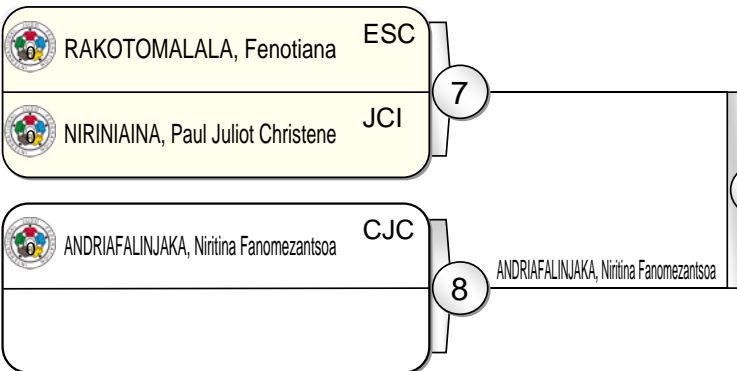 RAKOTOMALALA, Fenotiana ESC
7
NIRINIAINA, Paul Juliot Christene JCI
ANDRIAFALINJAKA, Niritina Fanomezantsoa CJC
8
ANDRIAFALINJAKA, Niritina Fanomezantsoa